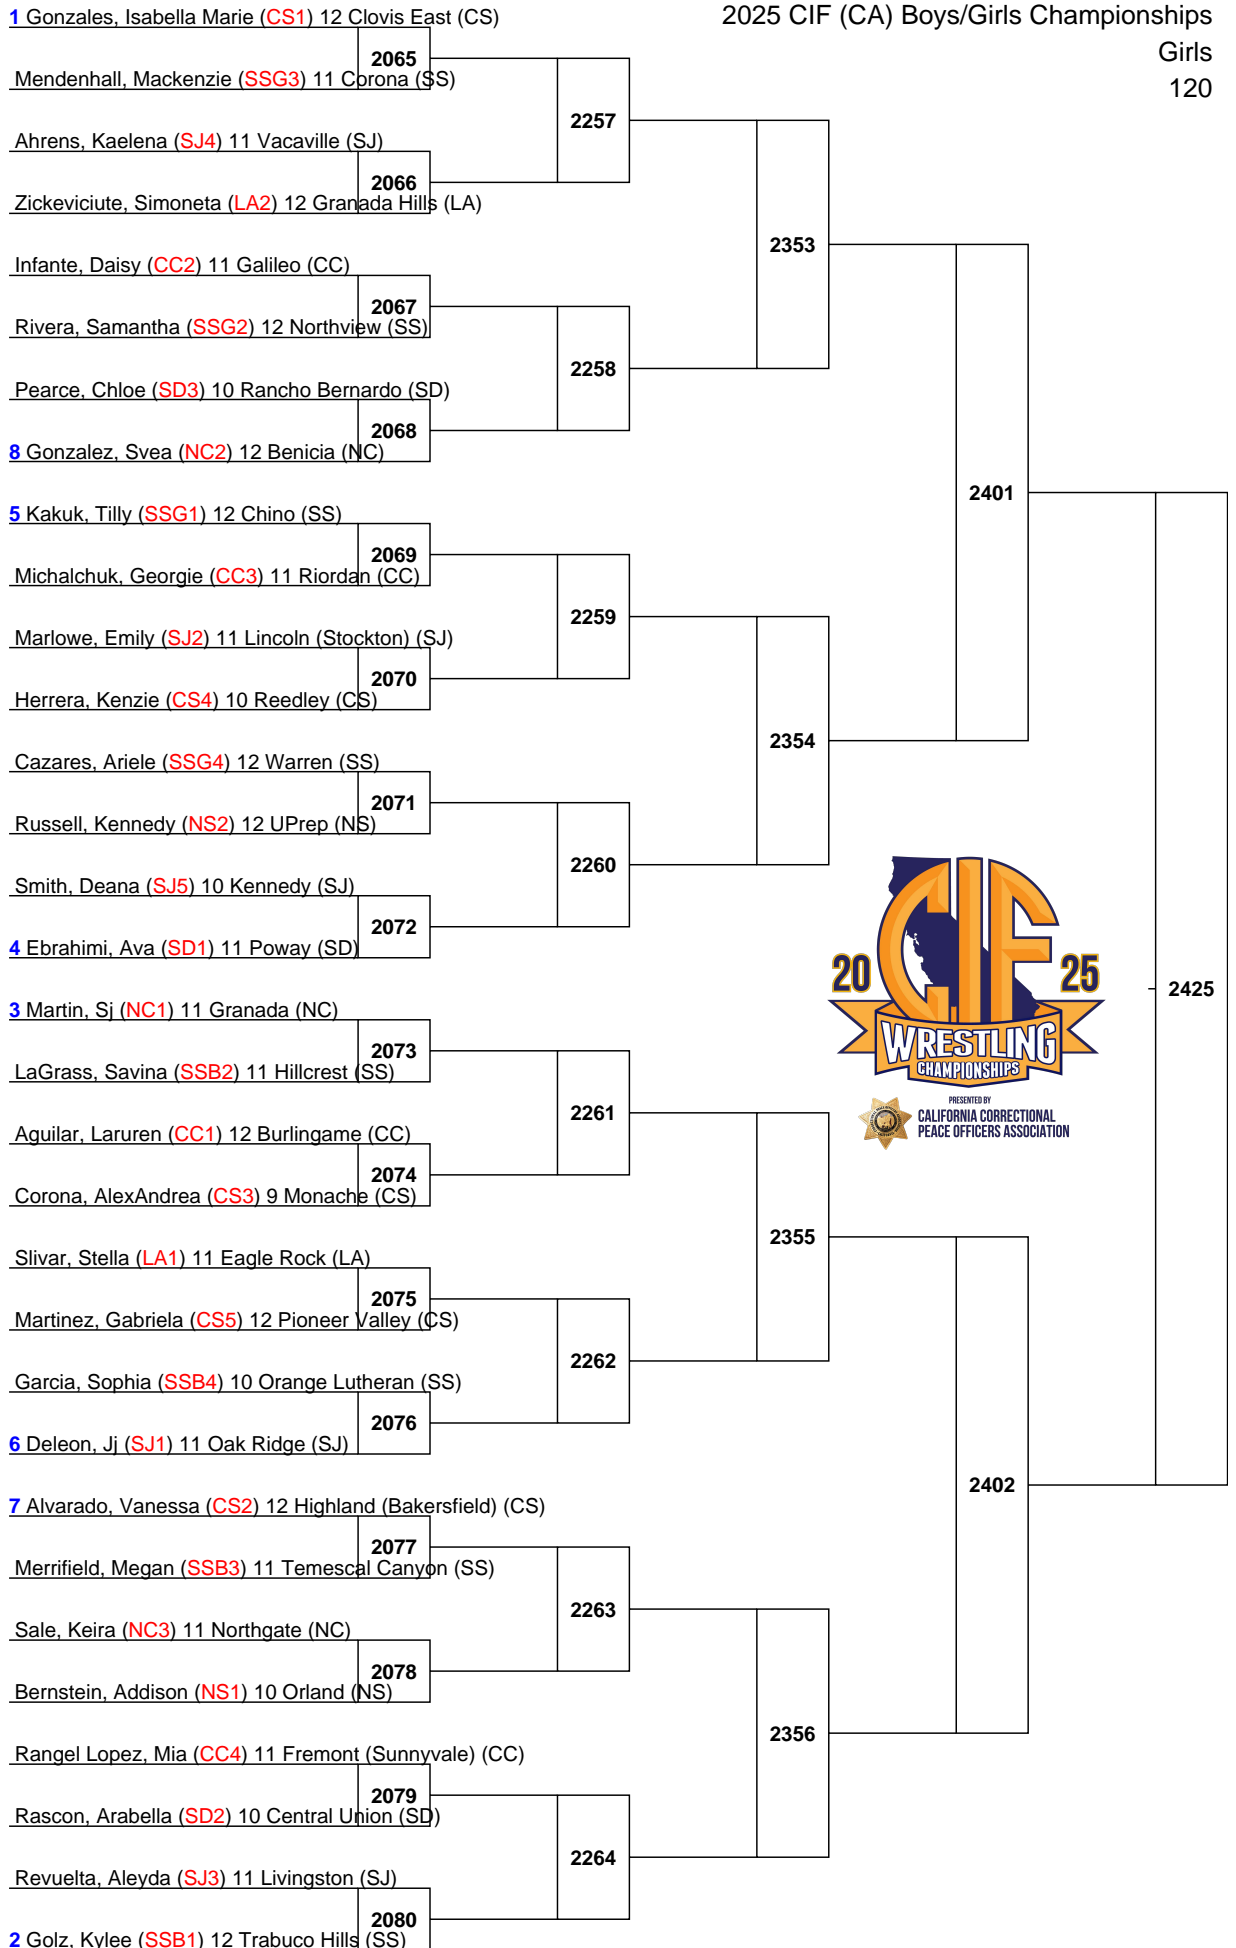 2025 CIF (CA) Boys/Girls Championships
Girls
120
1 Gonzales, Isabella Marie (CS1) 12 Clovis East (CS)
2065
Mendenhall, Mackenzie (SSG3) 11 Corona (SS)
2257
Ahrens, Kaelena (SJ4) 11 Vacaville (SJ)
2066
Zickeviciute, Simoneta (LA2) 12 Granada Hills (LA)
2353
Infante, Daisy (CC2) 11 Galileo (CC)
2067
Rivera, Samantha (SSG2) 12 Northview (SS)
2258
Pearce, Chloe (SD3) 10 Rancho Bernardo (SD)
2068
8 Gonzalez, Svea (NC2) 12 Benicia (NC)
2401
5 Kakuk, Tilly (SSG1) 12 Chino (SS)
2069
Michalchuk, Georgie (CC3) 11 Riordan (CC)
2259
Marlowe, Emily (SJ2) 11 Lincoln (Stockton) (SJ)
2070
Herrera, Kenzie (CS4) 10 Reedley (CS)
2354
Cazares, Ariele (SSG4) 12 Warren (SS)
2071
Russell, Kennedy (NS2) 12 UPrep (NS)
2260
Smith, Deana (SJ5) 10 Kennedy (SJ)
2072
4 Ebrahimi, Ava (SD1) 11 Poway (SD)
CIF
20 25
2425
WRESTLING
CHAMPIONSHIPS
PRESENTED BY
CALIFORNIA CORRECTIONAL
PEACE OFFICERS ASSOCIATION
3 Martin, Sj (NC1) 11 Granada (NC)
2073
LaGrass, Savina (SSB2) 11 Hillcrest (SS)
2261
Aguilar, Laruren (CC1) 12 Burlingame (CC)
2074
Corona, AlexAndrea (CS3) 9 Monache (CS)
2355
Slivar, Stella (LA1) 11 Eagle Rock (LA)
2075
Martinez, Gabriela (CS5) 12 Pioneer Valley (CS)
2262
Garcia, Sophia (SSB4) 10 Orange Lutheran (SS)
2076
6 Deleon, Jj (SJ1) 11 Oak Ridge (SJ)
2402
7 Alvarado, Vanessa (CS2) 12 Highland (Bakersfield) (CS)
2077
Merrifield, Megan (SSB3) 11 Temescal Canyon (SS)
2263
Sale, Keira (NC3) 11 Northgate (NC)
2078
Bernstein, Addison (NS1) 10 Orland (NS)
2356
Rangel Lopez, Mia (CC4) 11 Fremont (Sunnyvale) (CC)
2079
Rascon, Arabella (SD2) 10 Central Union (SD)
2264
Revuelta, Aleyda (SJ3) 11 Livingston (SJ)
2080
2 Golz, Kylee (SSB1) 12 Trabuco Hills (SS)